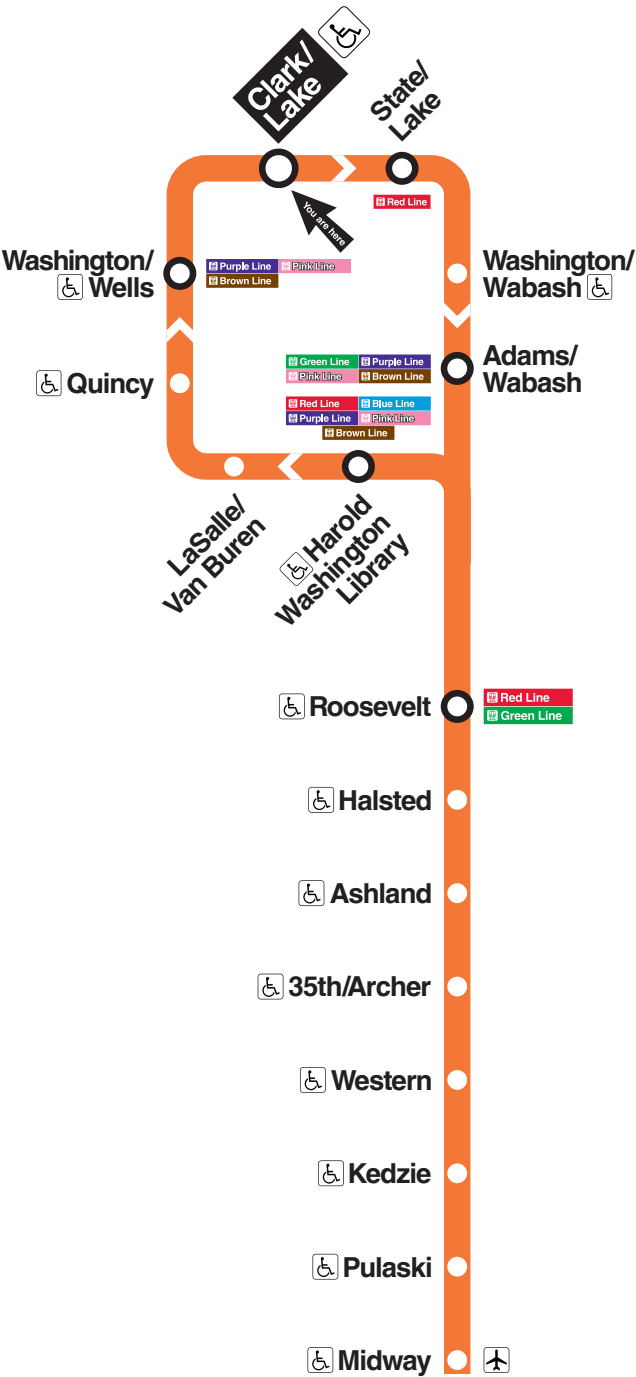 Clark/
Lake
State/
Lake
You are here
Red Line
Washington/
Wells
Purple Line
Pink Line
Brown Line
Washington/
Wabash
Quincy
Green Line
Purple Line
Pink Line
Brown Line
Adams/
Wabash
Red Line
Blue Line
Purple Line
Pink Line
Brown Line
LaSalle/
Van Buren
Harold
Washington
Library
Roosevelt
Red Line
Green Line
Halsted
Ashland
35th/Archer
Western
Kedzie
Pulaski
Midway